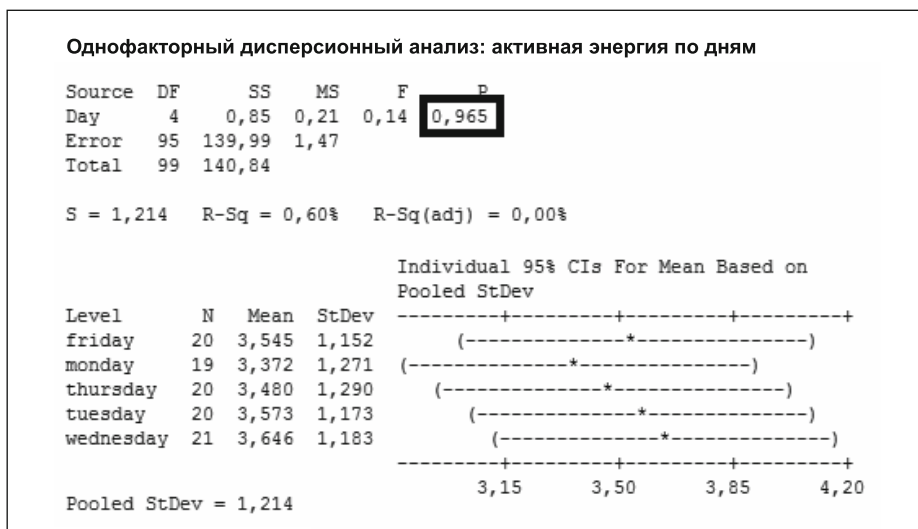 Однофакторный дисперсионный анализ: активная энергия по дням
Source DF SS MS F P
Day 4 0,85 0,21 0,14 0,965
Error 95 139,99 1,47
Total 99 140,84
S = 1,214 R-Sq = 0,60% R-Sq(adj) = 0,00%
Individual 95% CIs For Mean Based on
Pooled StDev
Level N Mean StDev ---------+---------+---------+---------+
friday 20 3,545 1,152 (--------------*---------------)
monday 19 3,372 1,271 (--------------*---------------)
thursday 20 3,480 1,290 (--------------*---------------)
tuesday 20 3,573 1,173 (--------------*--------------)
wednesday 21 3,646 1,183 (--------------*--------------)
---------+---------+---------+---------+
3,15 3,50 3,85 4,20
Pooled StDev = 1,214